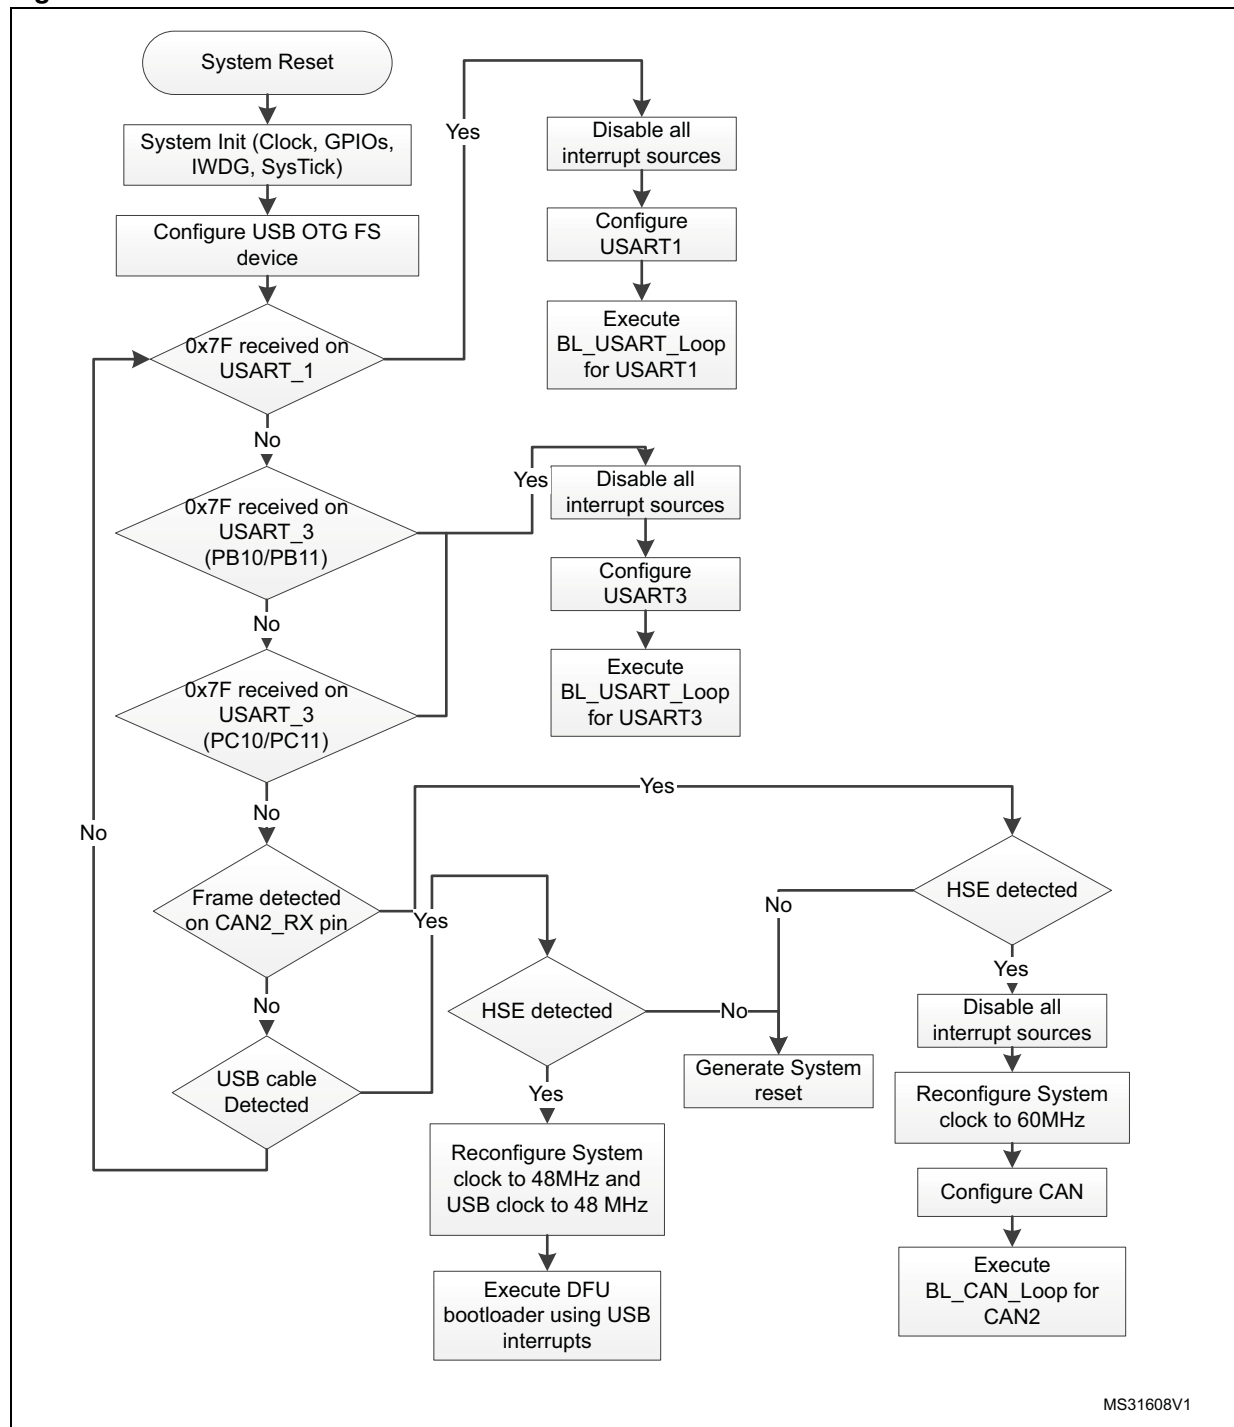 System Reset
System Init (Clock, GPIOs,
IWDG, SysTick)
Configure USB OTG FS
device
0x7F received on
USART_1
Yes
Disable all
interrupt sources
Configure
USART1
Execute
BL_USART_Loop
for USART1
No
0x7F received on
USART_3
(PB10/PB11)
Yes
Disable all
interrupt sources
Configure
USART3
Execute
BL_USART_Loop
for USART3
No
0x7F received on
USART_3
(PC10/PC11)
No
Yes
No
Frame detected
on CAN2_RX pin
Yes
HSE detected
No
Yes
No
HSE detected
No
Disable all
interrupt sources
USB cable
Detected
Yes
Generate System
reset
Reconfigure System
clock to 60MHz
Reconfigure System
clock to 48MHz and
USB clock to 48 MHz
Configure CAN
Execute DFU
bootloader using USB
interrupts
Execute
BL_CAN_Loop for
CAN2
MS31608V1